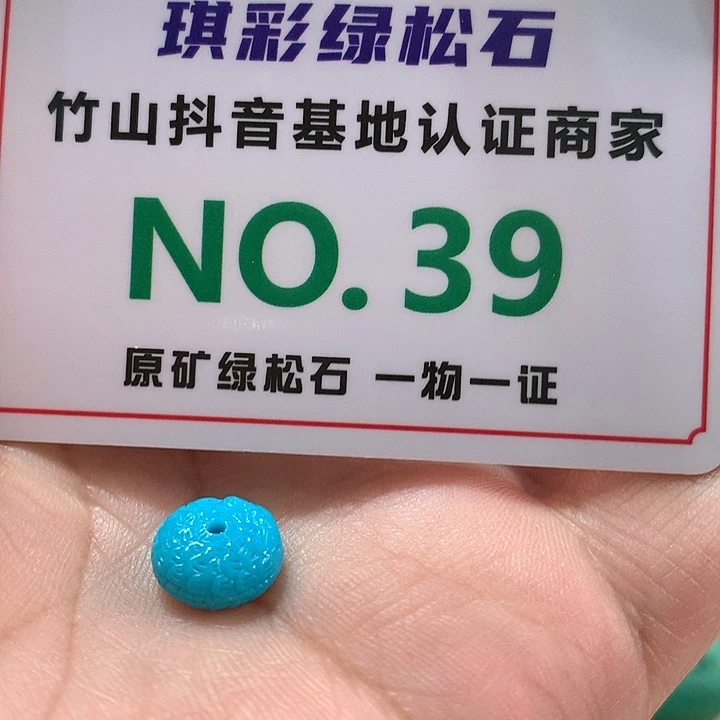 琪彩绿松石
竹山抖音基地认证商家
NO. 39
原矿绿松石 一物一证